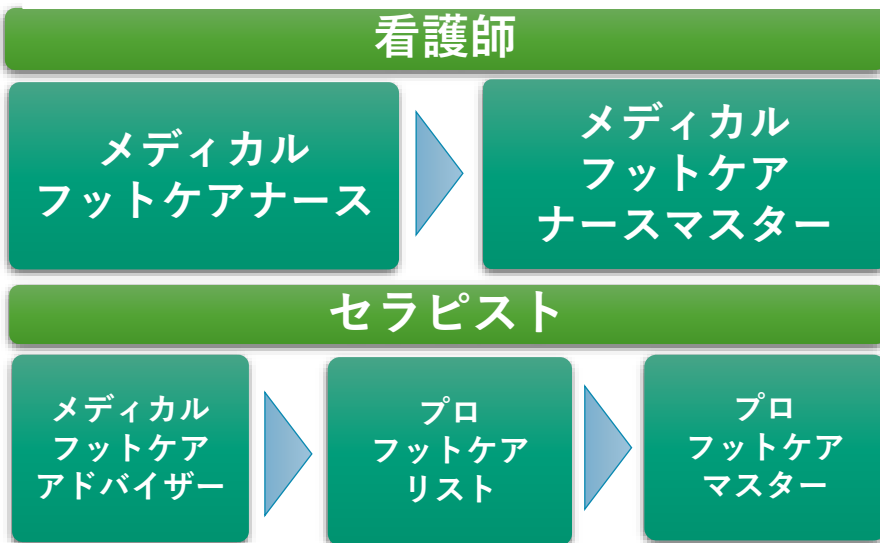 看護師
メディカル
フットケアナース
メディカル
フットケア
ナースマスター
セラピスト
メディカル
フットケア
アドバイザー
プロ
フットケア
リスト
プロ
フットケア
マスター